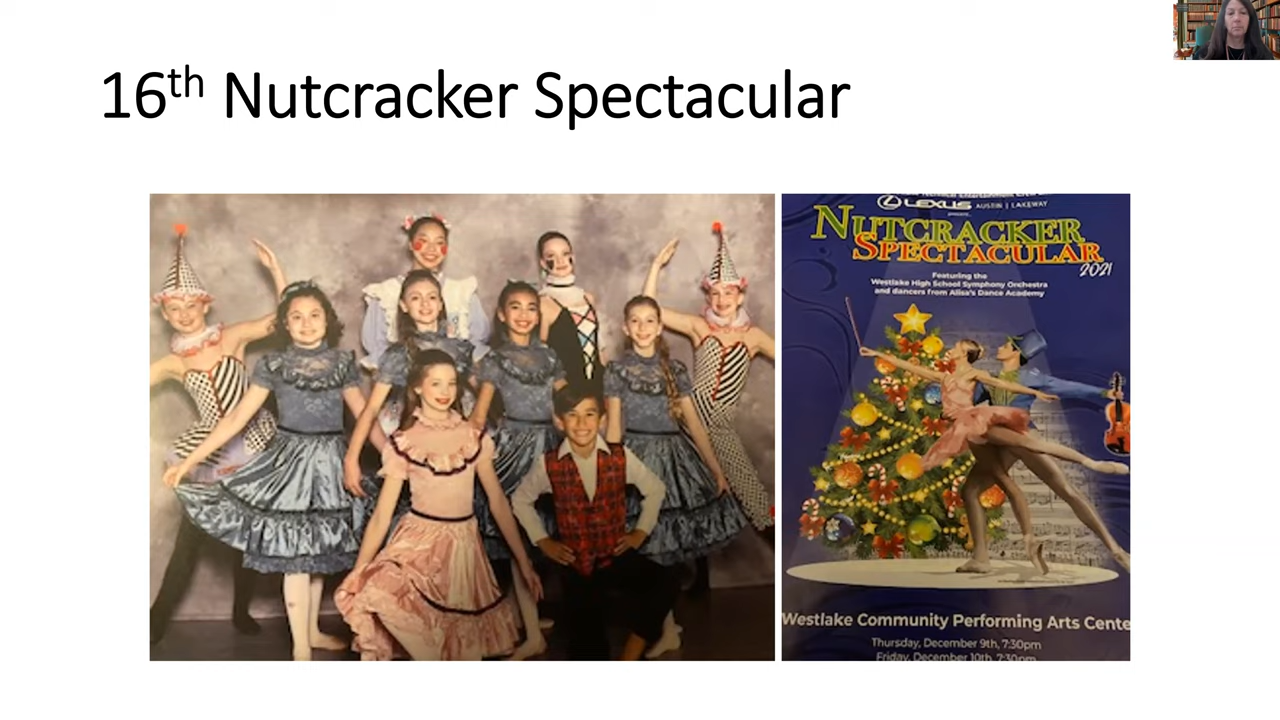 16th Nutcracker Spectacular
LEXUS AUSTIN | LAKEWAY
presents...
NUTCRACKER
SPECTACULAR
2021
Featuring the
Westlake High School Symphony Orchestra
and dancers from Alisa's Dance Academy
Westlake Community Performing Arts Cente
Thursday, December 9th, 7:30pm
Friday, December 10th, 7:30pm